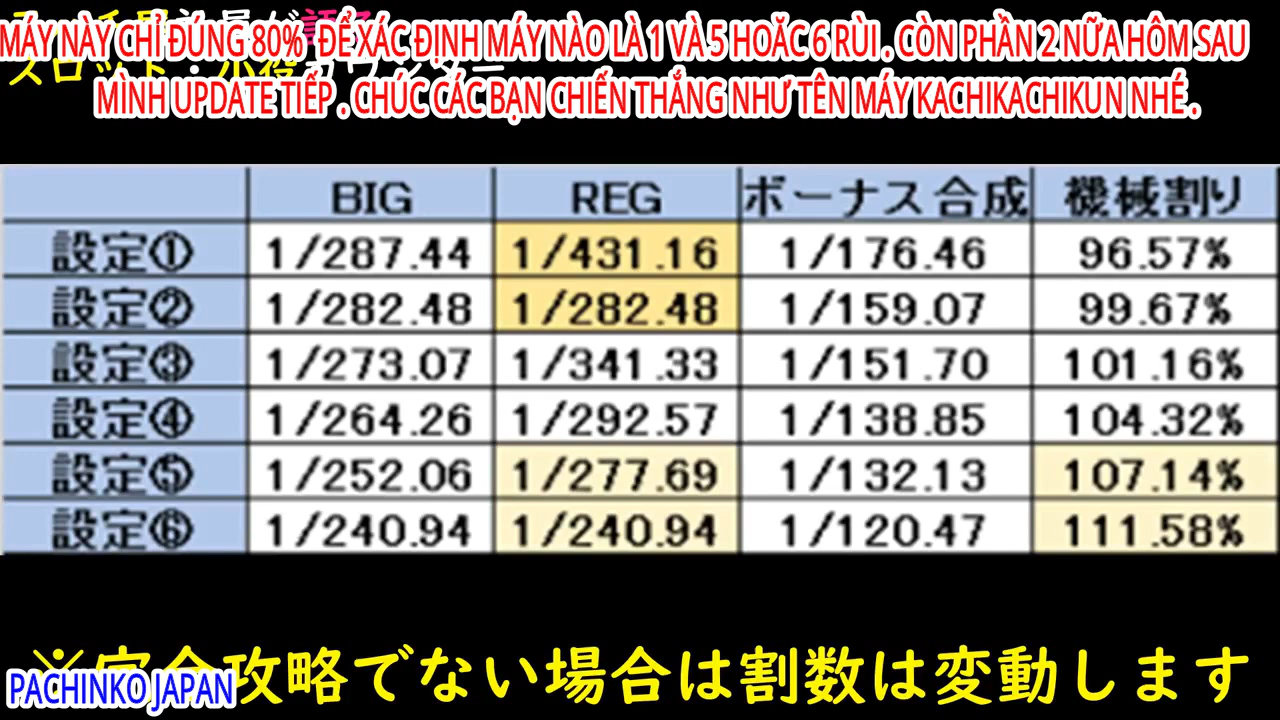 MÁY NÀY CHỈ ĐÚNG 80% ĐỂ XÁC ĐỊNH MÁY NÀO LÀ 1 VÀ 5 HOẶC 6 RÙI . CÒN PHẦN 2 NỮA HÔM SAU
MÌNH UPDATE TIẾP . CHÚC CÁC BẠN CHIẾN THẮNG NHƯ TÊN MÁY KACHIKACHIKUN NHÉ .
BIG REG ボーナス合成 機械割り
設定① 1/287.44 1/431.16 1/176.46 96.57%
設定② 1/282.48 1/282.48 1/159.07 99.67%
設定③ 1/273.07 1/341.33 1/151.70 101.16%
設定④ 1/264.26 1/292.57 1/138.85 104.32%
設定⑤ 1/252.06 1/277.69 1/132.13 107.14%
設定⑥ 1/240.94 1/240.94 1/120.47 111.58%
攻略でない場合は割数は変動します
PACHINKO JAPAN